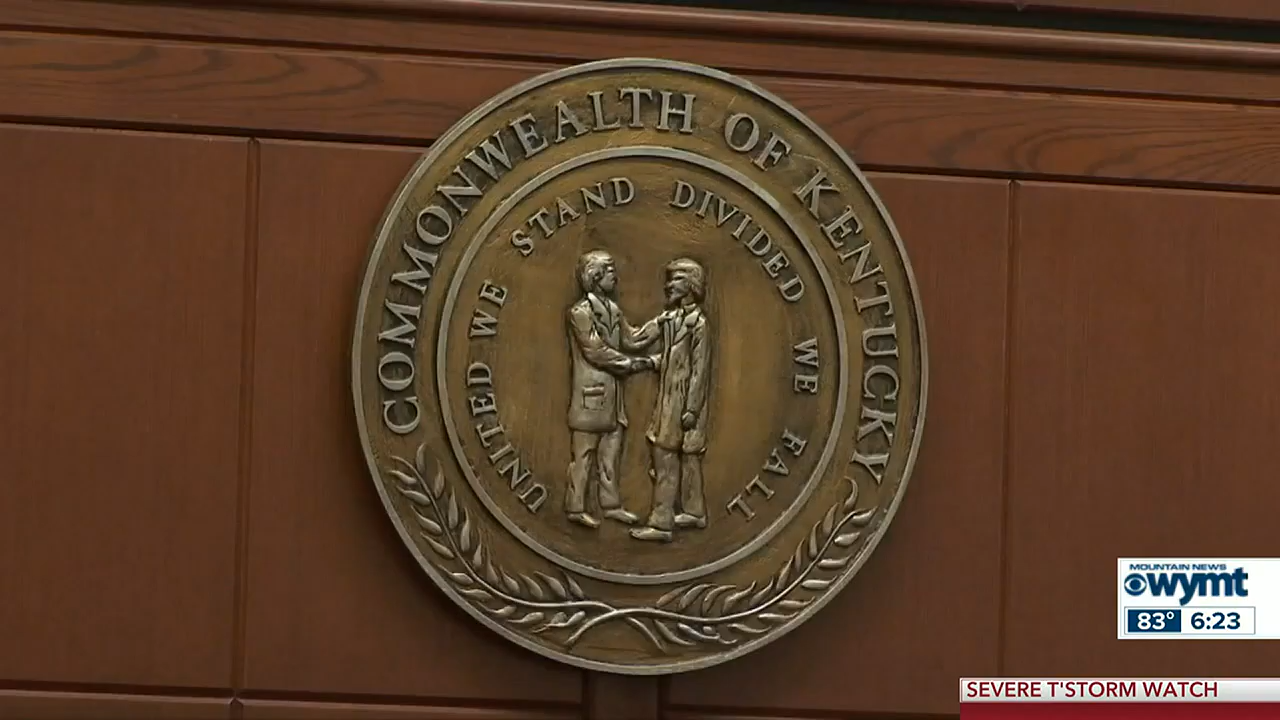 COMMONWEALTH OF KENTUCKY
UNITED WE STAND DIVIDED WE FALL
MOUNTAIN NEWS
wymt
83° 6:23
SEVERE T'STORM WATCH